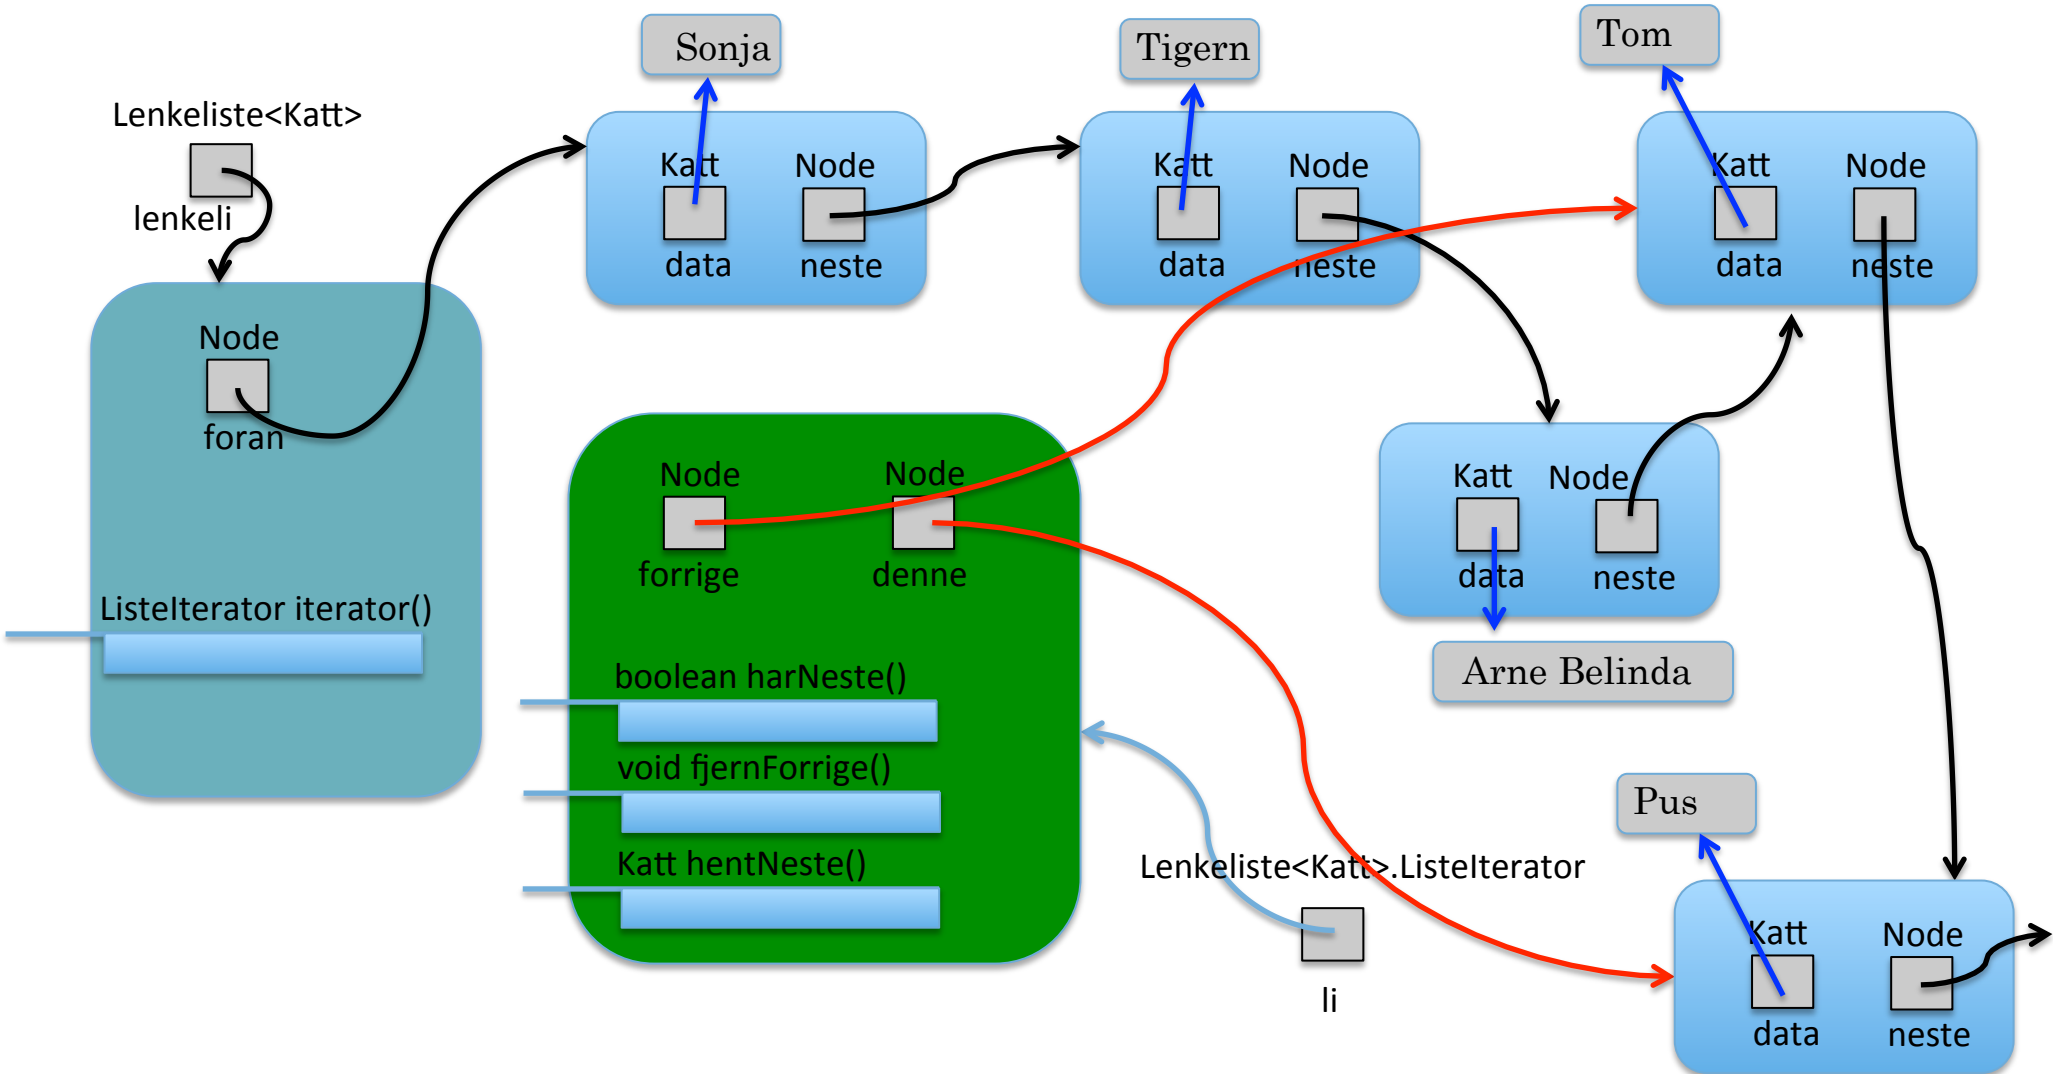 Sonja
Tigern
Tom
Lenkeliste<Katt>
lenkeli
Katt
Node
data
neste
Katt
Node
data
neste
Katt
Node
data
neste
Node
foran
ListeIterator iterator()
Node
Node
forrige
denne
boolean harNeste()
void fjernForrige()
Katt hentNeste()
Katt
Node
data
neste
Arne Belinda
Lenkeliste<Katt>.ListeIterator
li
Pus
Katt
Node
data
neste